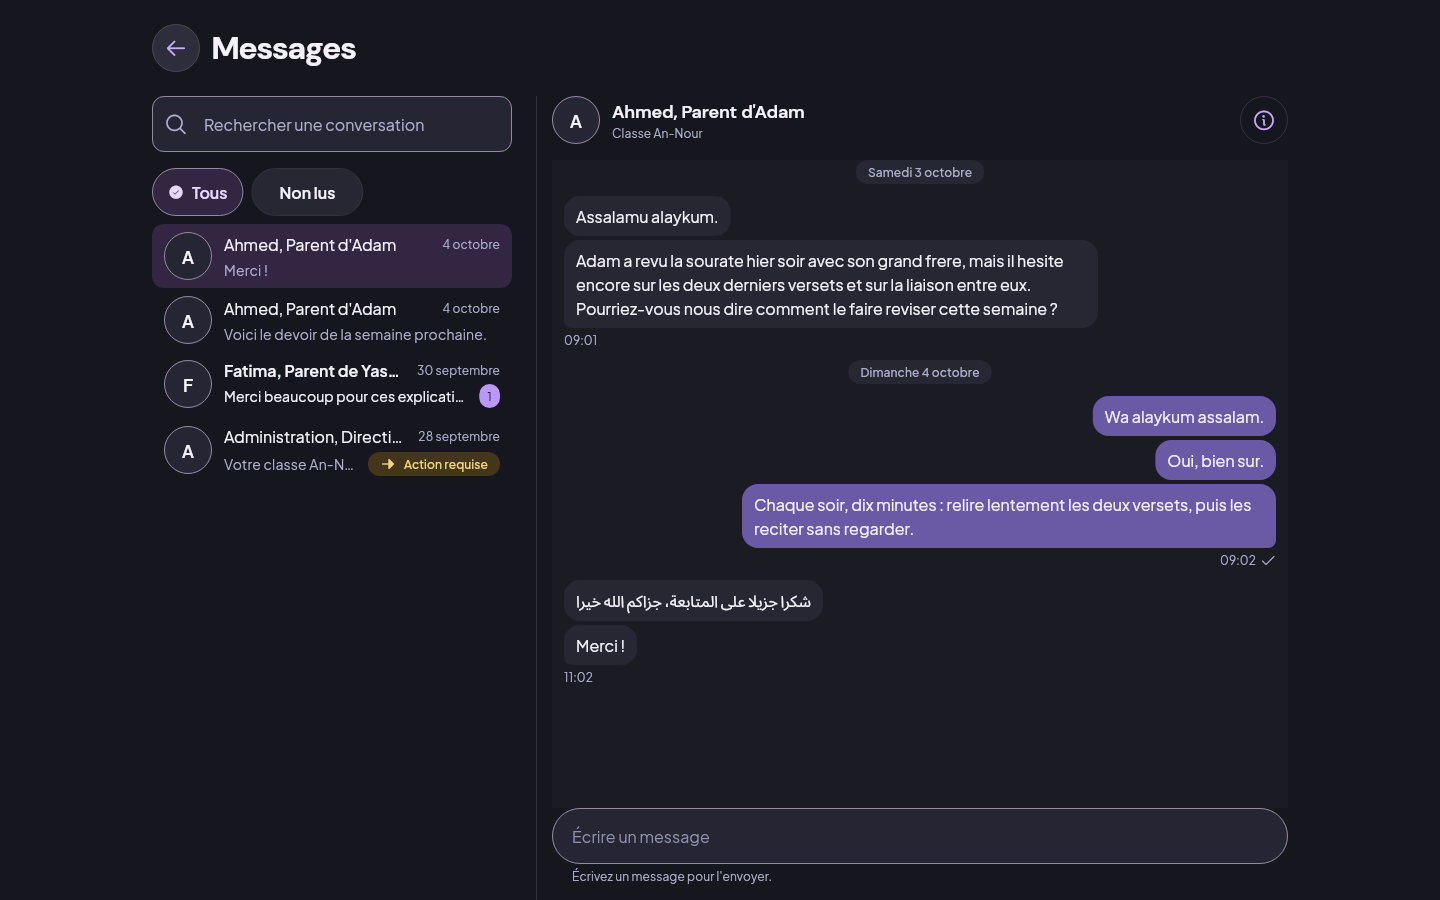 Messages
Rechercher une conversation
Tous
Non lus
A
Ahmed, Parent d'Adam
4 octobre
Merci !
A
Ahmed, Parent d'Adam
4 octobre
Voici le devoir de la semaine prochaine.
F
Fatima, Parent de Yas...
30 septembre
Merci beaucoup pour ces explicati...
1
A
Administration, Directi...
28 septembre
Votre classe An-N...
Action requise
A
Ahmed, Parent d'Adam
Classe An-Nour
Samedi 3 octobre
Assalamu alaykum.
Adam a revu la sourate hier soir avec son grand frere, mais il hesite
encore sur les deux derniers versets et sur la liaison entre eux.
Pourriez-vous nous dire comment le faire reviser cette semaine ?
09:01
Dimanche 4 octobre
Wa alaykum assalam.
Oui, bien sur.
Chaque soir, dix minutes : relire lentement les deux versets, puis les
reciter sans regarder.
09:02
شكرا جزيلا على المتابعة، جزاكم الله خيرا
Merci !
11:02
Écrire un message
Écrivez un message pour l'envoyer.